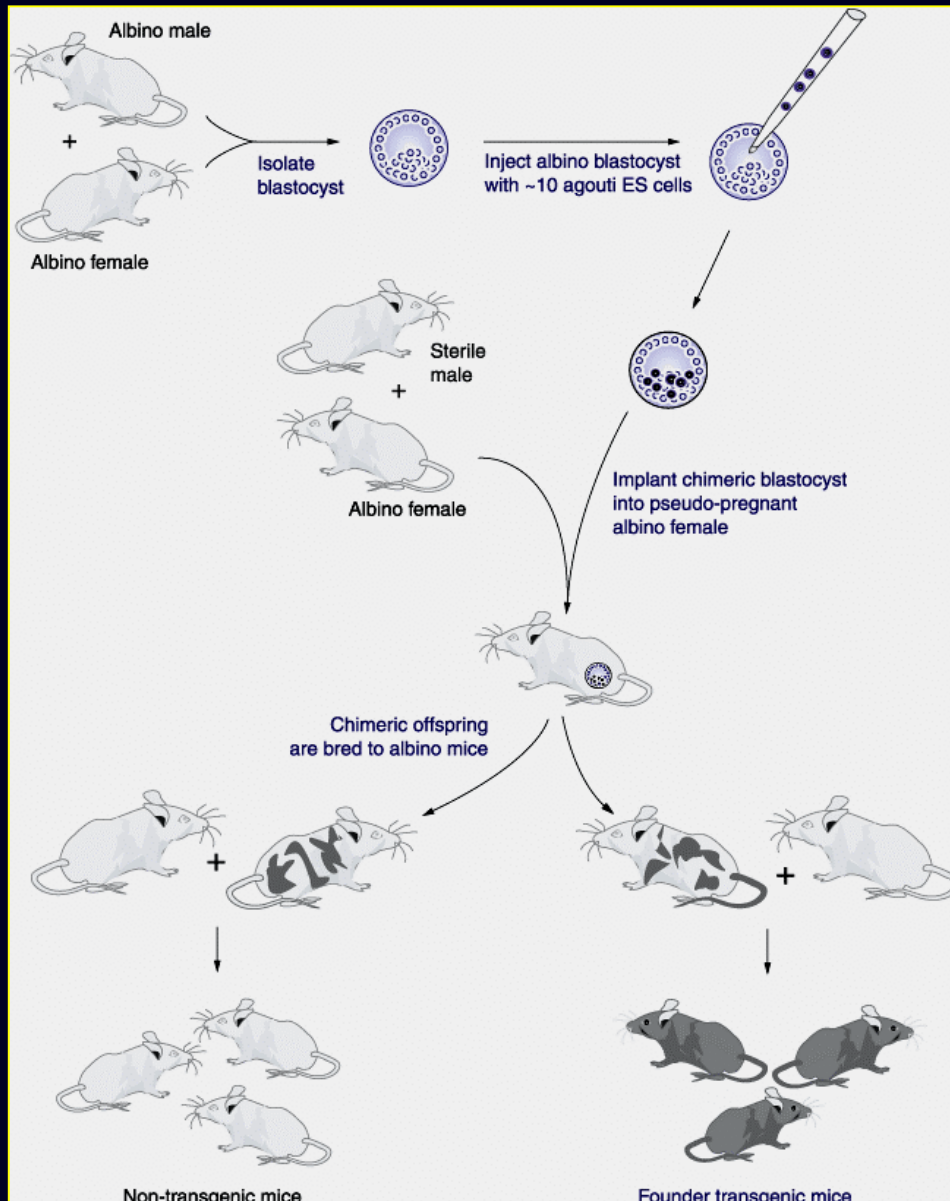 Albino male
+
Albino female
Isolate
blastocyst
Inject albino blastocyst
with ~10 agouti ES cells
Sterile
male
+
Albino female
Implant chimeric blastocyst
into pseudo-pregnant
albino female
Chimeric offspring
are bred to albino mice
+
+
Non-transgenic mice
Founder transgenic mice